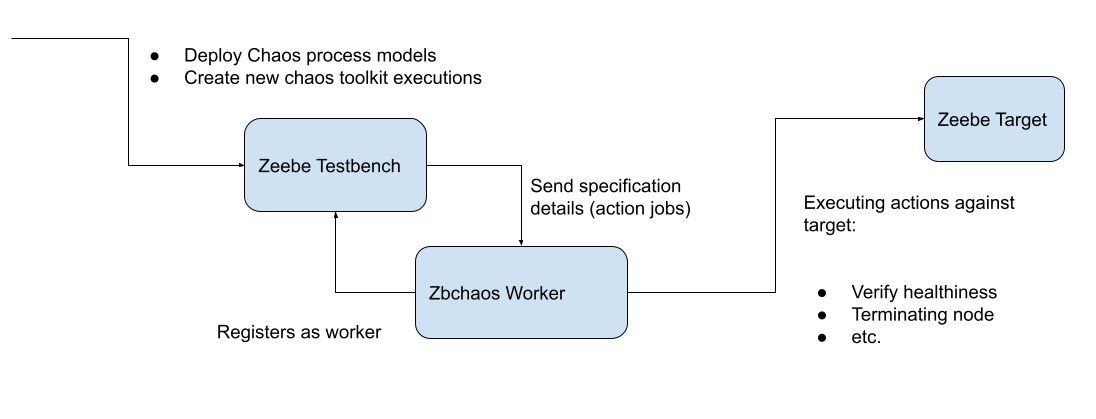 ● Deploy Chaos process models
● Create new chaos toolkit executions
Zeebe Testbench
Send specification
details (action jobs)
Zbchaos Worker
Registers as worker
Zeebe Target
Executing actions against
target:
● Verify healthiness
● Terminating node
● etc.